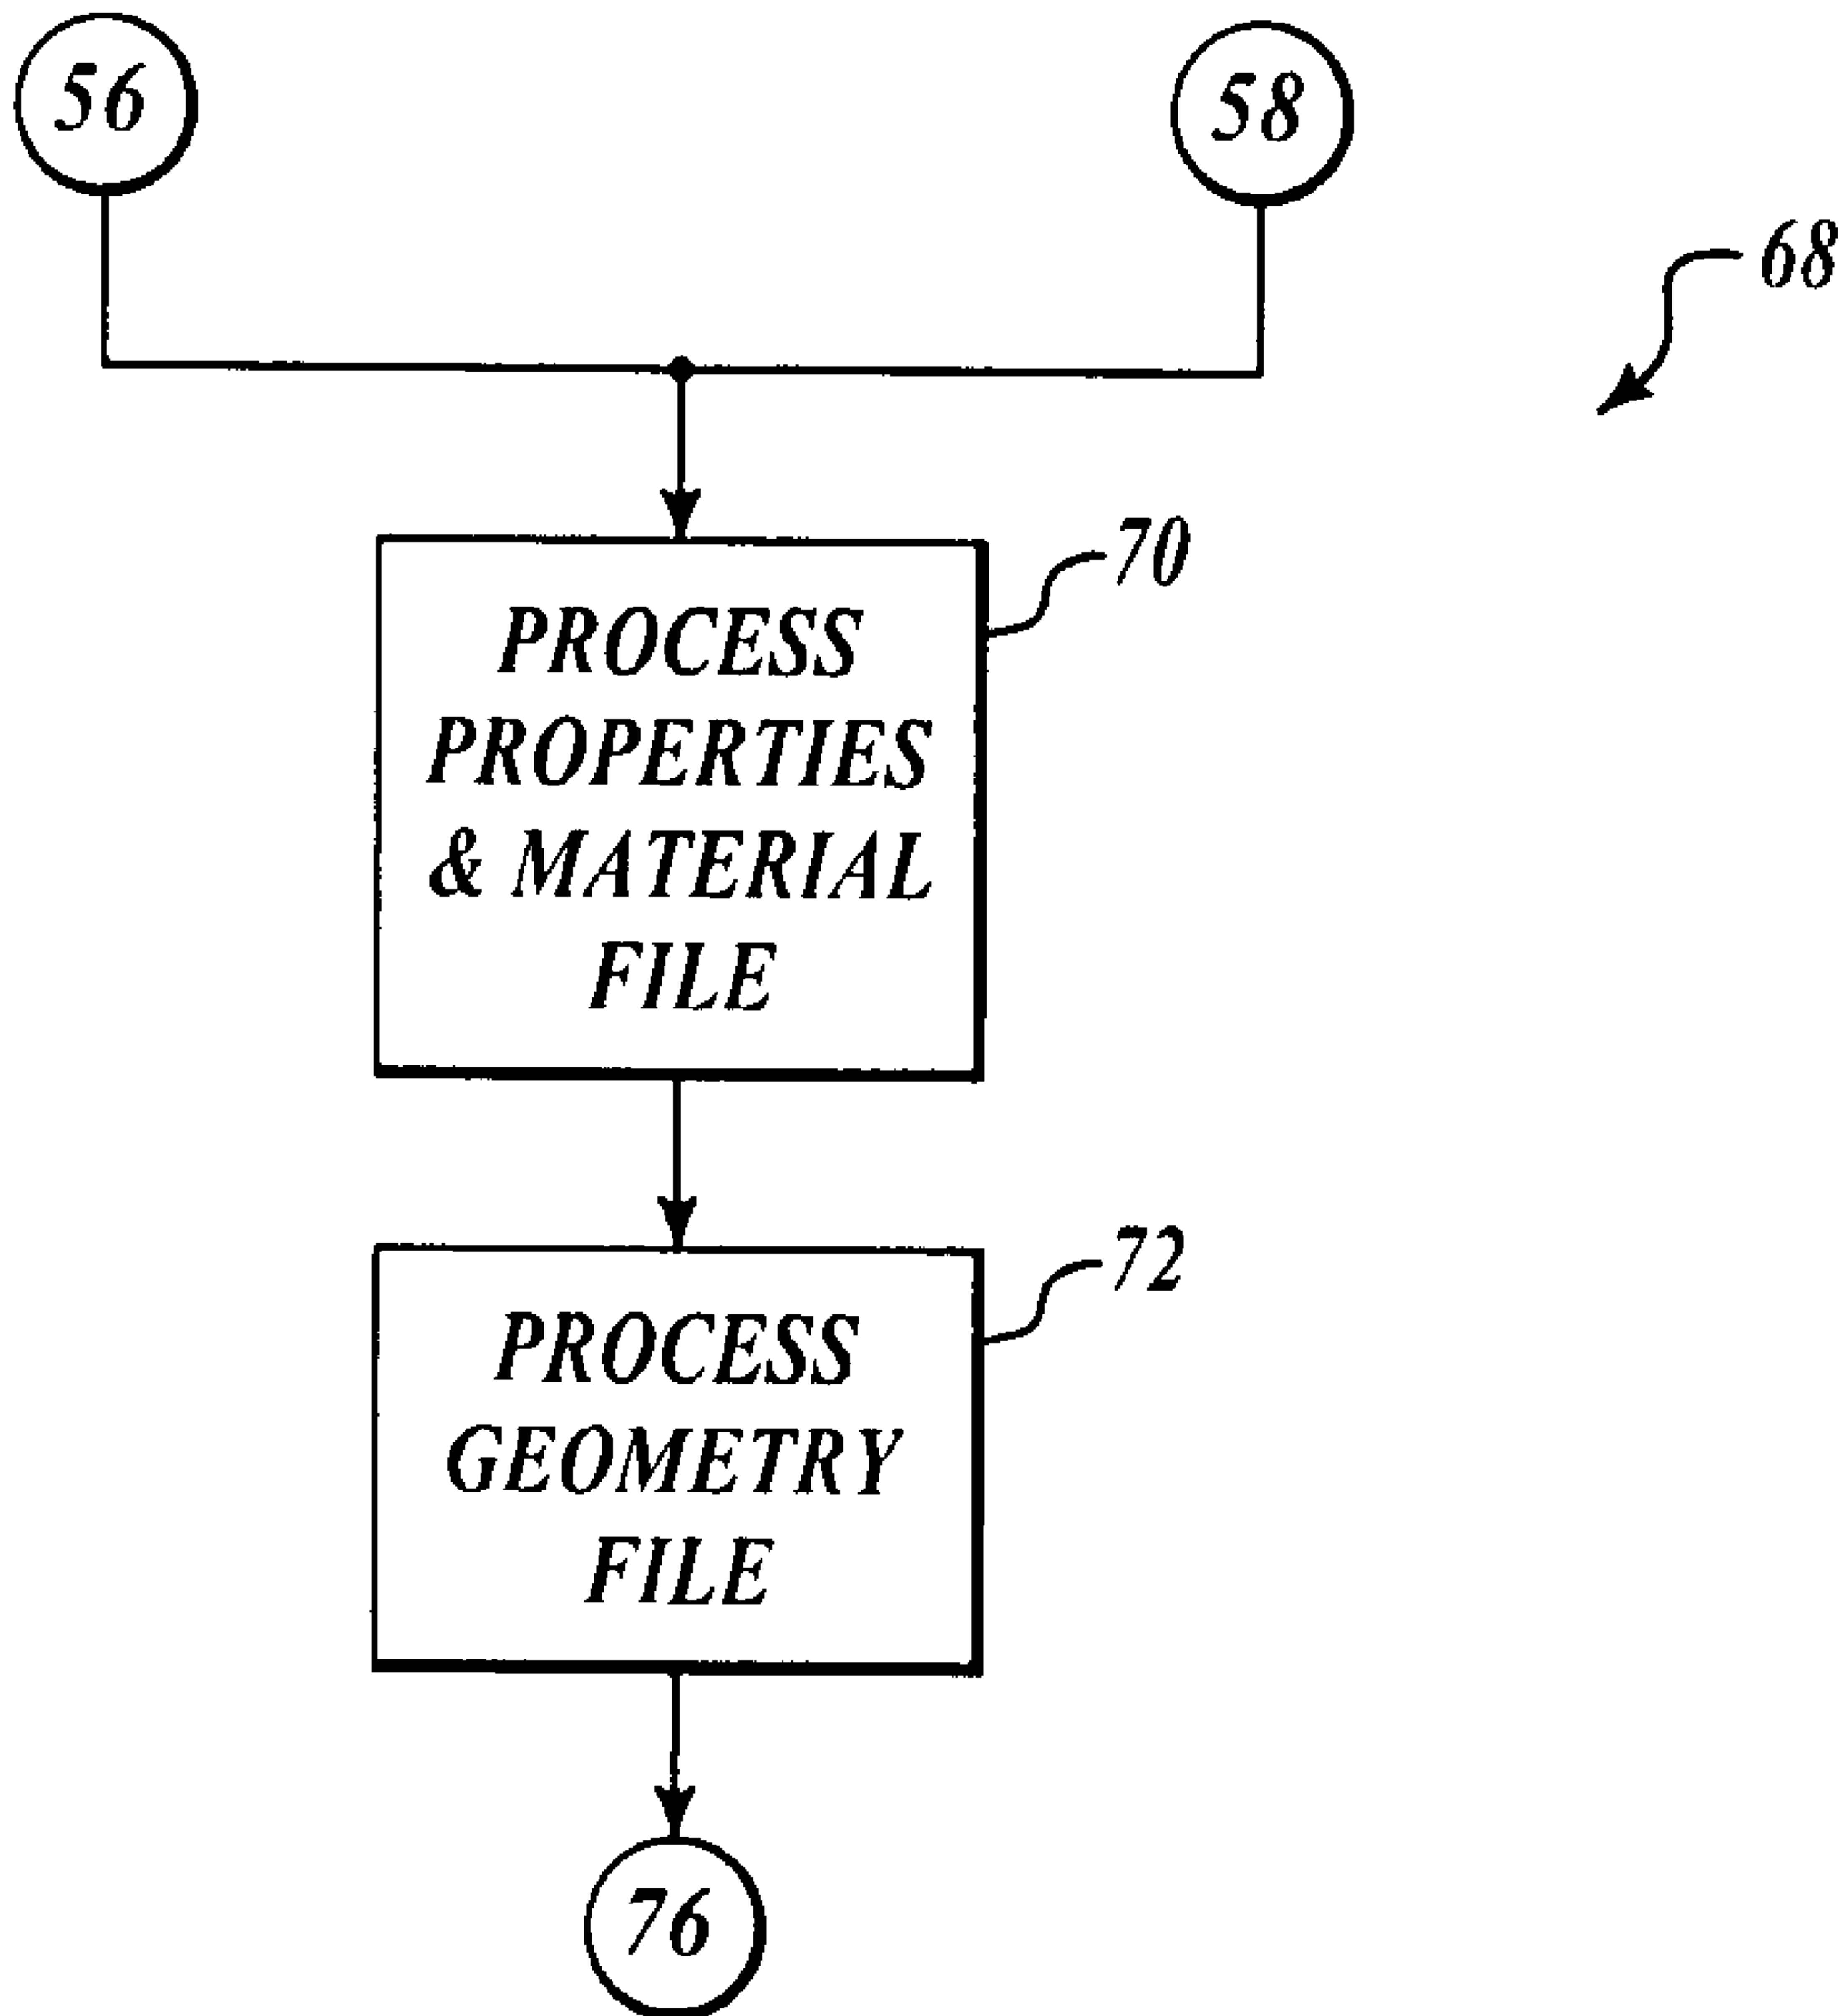 56
58
68
70
PROCESS
PROPERTIES
& MATERIAL
FILE
72
PROCESS
GEOMETRY
FILE
76